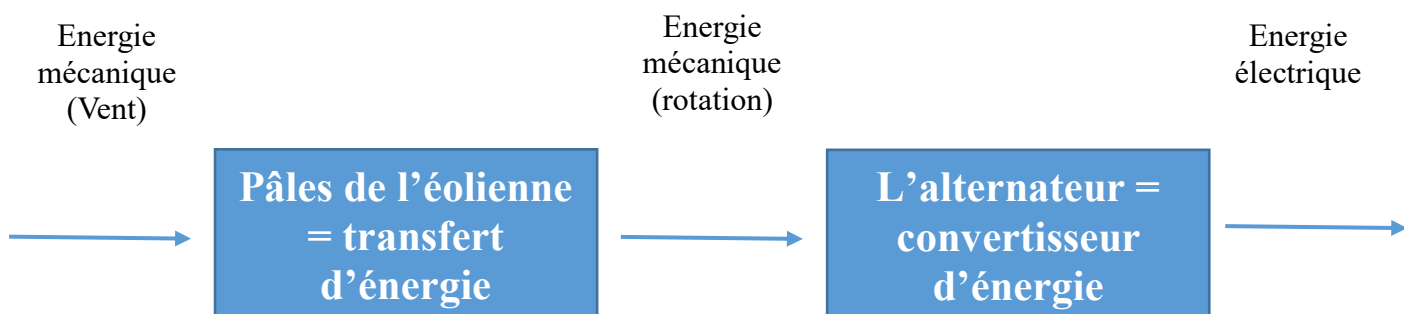 Energie
mécanique
(Vent)
Energie
mécanique
(rotation)
Energie
électrique
Pâles de l’éolienne
= transfert
d’énergie
L’alternateur =
convertisseur
d’énergie